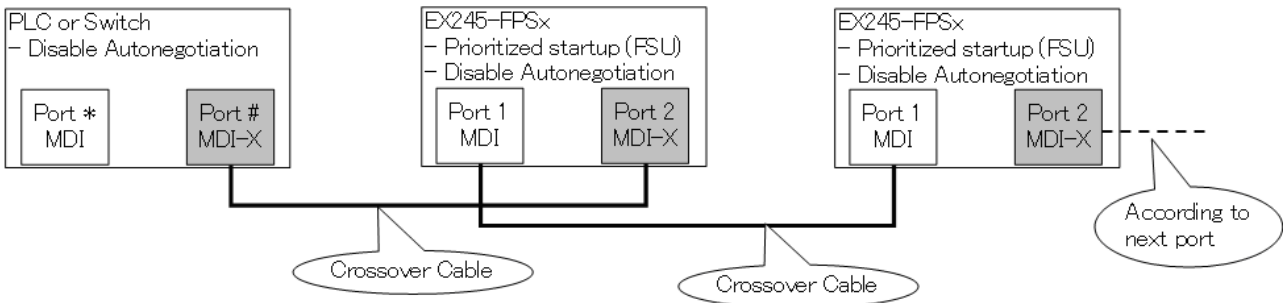 PLC or Switch
- Disable Autonegotiation
Port *
MDI
Port #
MDI-X
EX245-FPSx
- Prioritized startup (FSU)
- Disable Autonegotiation
Port 1
MDI
Port 2
MDI-X
EX245-FPSx
- Prioritized startup (FSU)
- Disable Autonegotiation
Port 1
MDI
Port 2
MDI-X
Crossover Cable
Crossover Cable
According to
next port